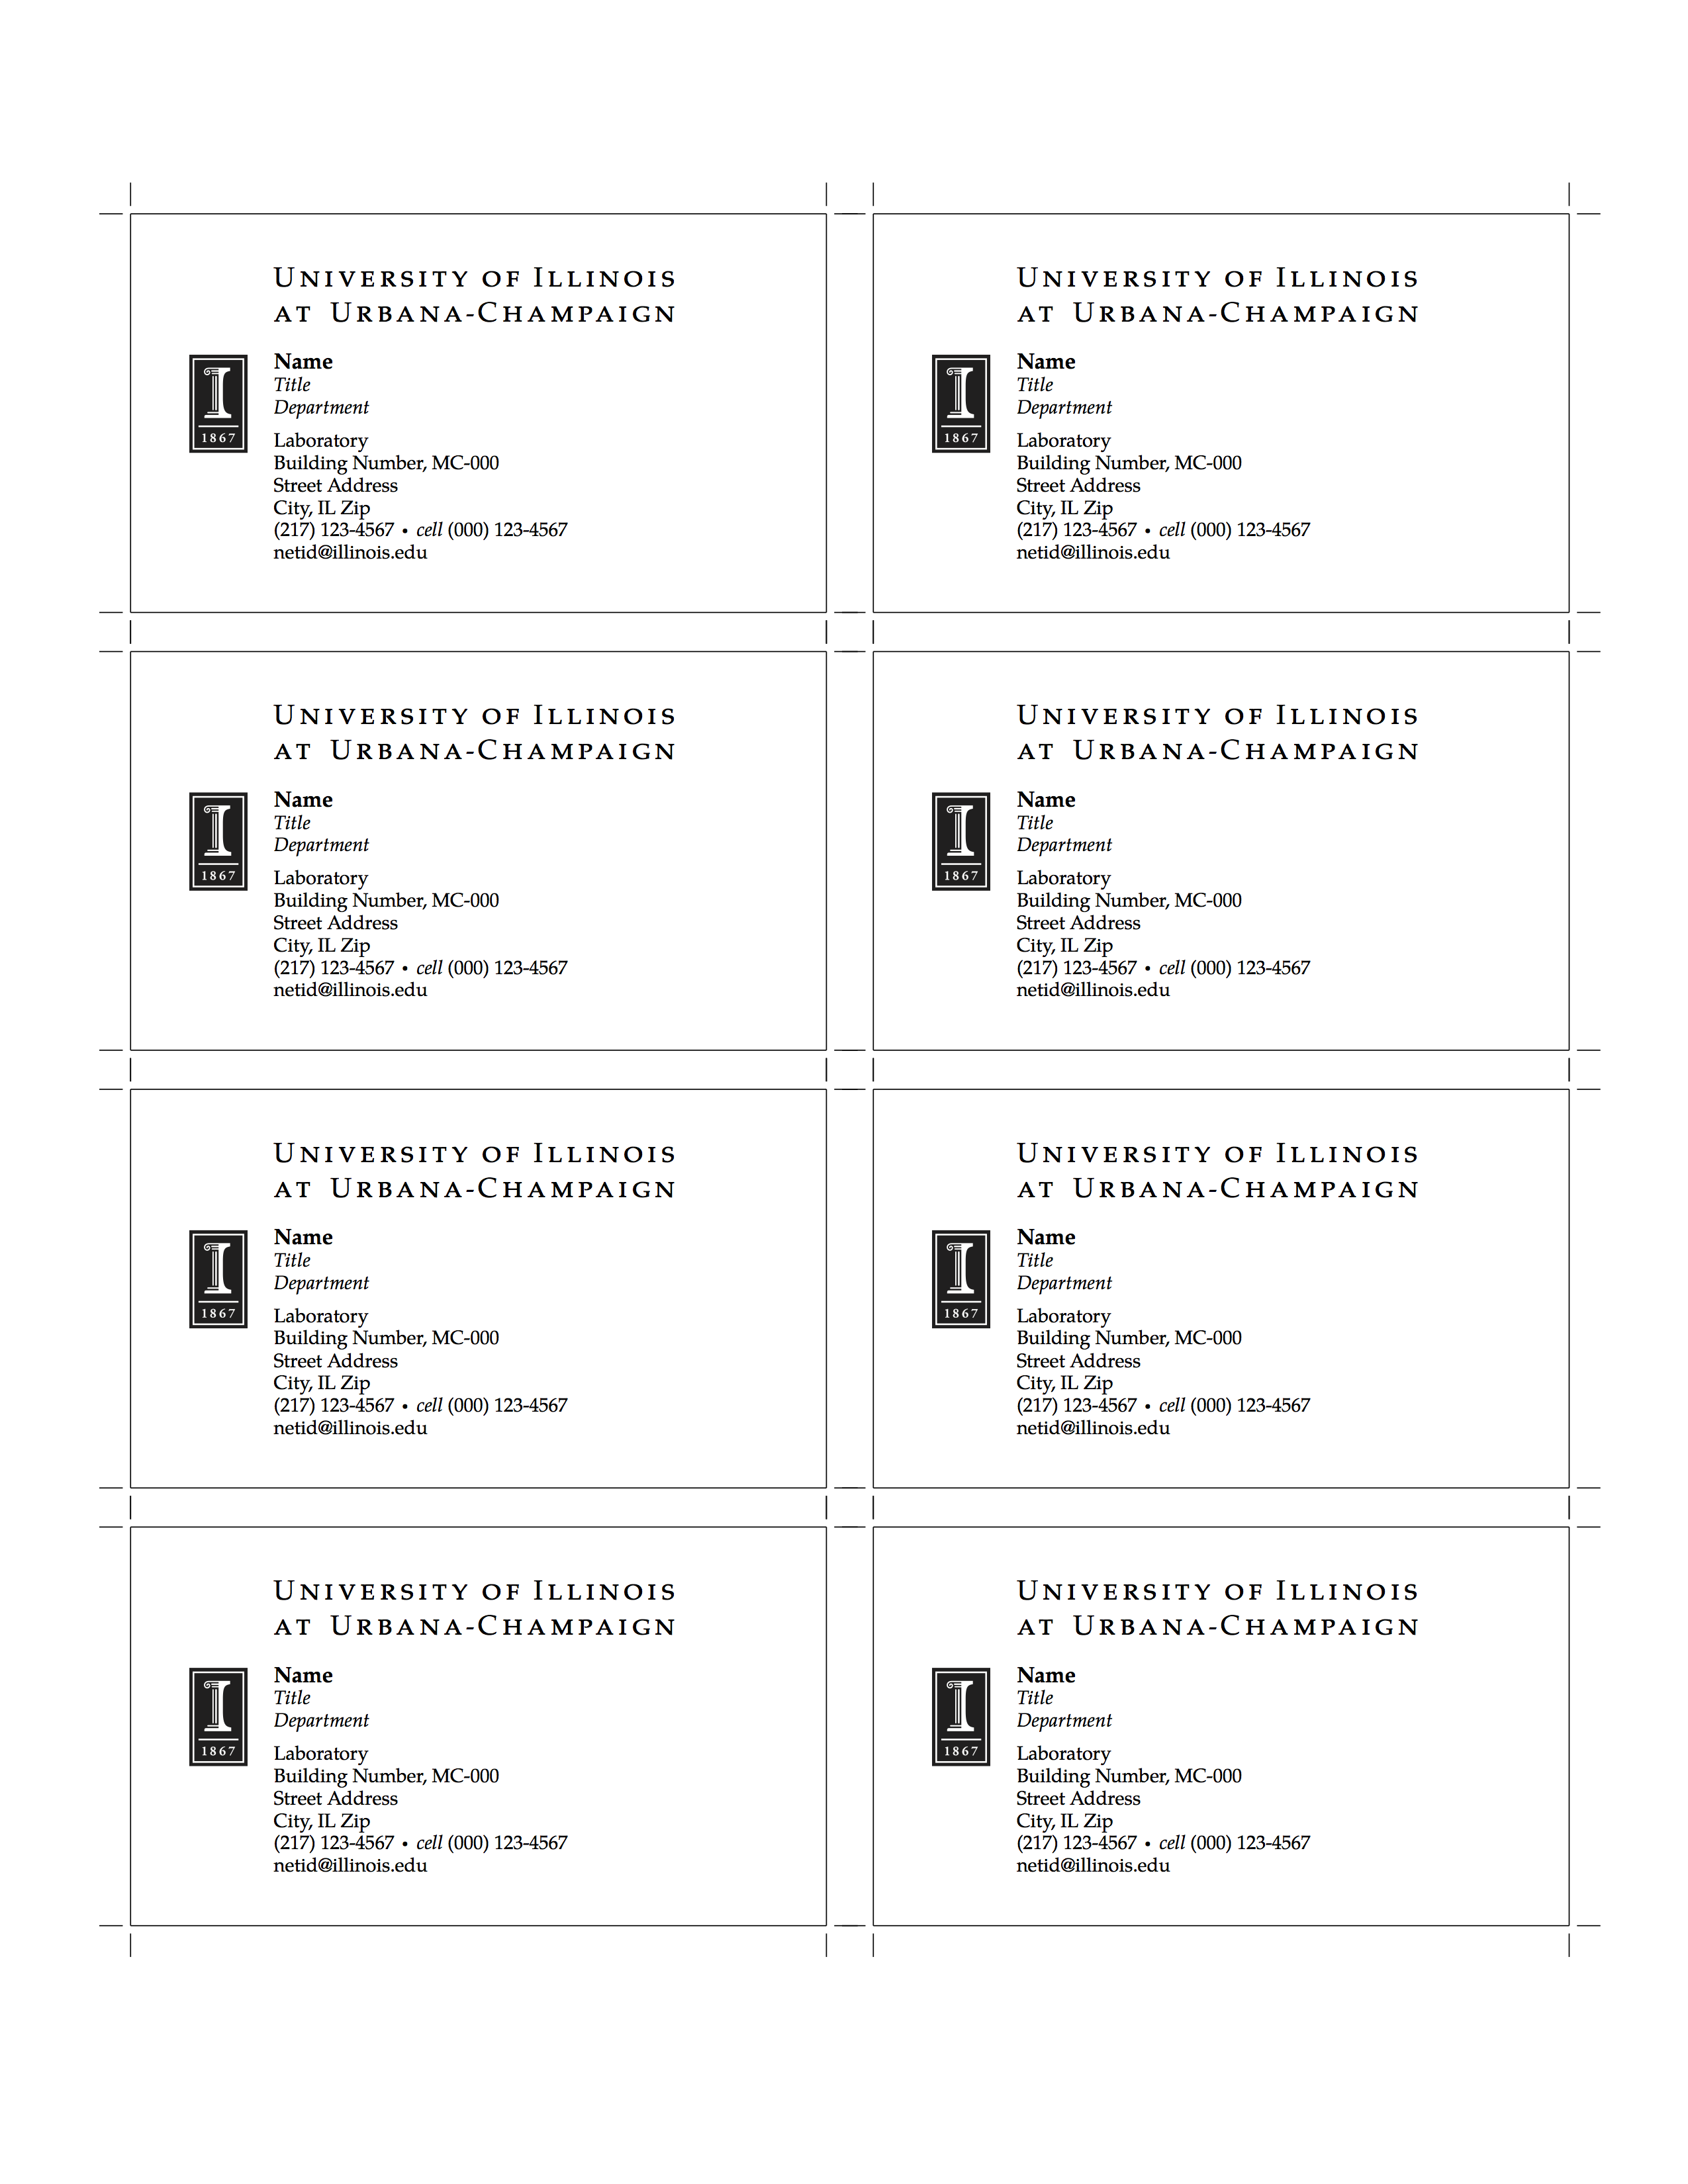 UNIVERSITY OF ILLINOIS
AT URBANA-CHAMPAIGN
Name
Title
Department
1867
Laboratory
Building Number, MC-000
Street Address
City, IL Zip
(217) 123-4567 • cell (000) 123-4567
netid@illinois.edu
UNIVERSITY OF ILLINOIS
AT URBANA-CHAMPAIGN
Name
Title
Department
1867
Laboratory
Building Number, MC-000
Street Address
City, IL Zip
(217) 123-4567 • cell (000) 123-4567
netid@illinois.edu
UNIVERSITY OF ILLINOIS
AT URBANA-CHAMPAIGN
Name
Title
Department
1867
Laboratory
Building Number, MC-000
Street Address
City, IL Zip
(217) 123-4567 • cell (000) 123-4567
netid@illinois.edu
UNIVERSITY OF ILLINOIS
AT URBANA-CHAMPAIGN
Name
Title
Department
1867
Laboratory
Building Number, MC-000
Street Address
City, IL Zip
(217) 123-4567 • cell (000) 123-4567
netid@illinois.edu
UNIVERSITY OF ILLINOIS
AT URBANA-CHAMPAIGN
Name
Title
Department
1867
Laboratory
Building Number, MC-000
Street Address
City, IL Zip
(217) 123-4567 • cell (000) 123-4567
netid@illinois.edu
UNIVERSITY OF ILLINOIS
AT URBANA-CHAMPAIGN
Name
Title
Department
1867
Laboratory
Building Number, MC-000
Street Address
City, IL Zip
(217) 123-4567 • cell (000) 123-4567
netid@illinois.edu
UNIVERSITY OF ILLINOIS
AT URBANA-CHAMPAIGN
Name
Title
Department
1867
Laboratory
Building Number, MC-000
Street Address
City, IL Zip
(217) 123-4567 • cell (000) 123-4567
netid@illinois.edu
UNIVERSITY OF ILLINOIS
AT URBANA-CHAMPAIGN
Name
Title
Department
1867
Laboratory
Building Number, MC-000
Street Address
City, IL Zip
(217) 123-4567 • cell (000) 123-4567
netid@illinois.edu